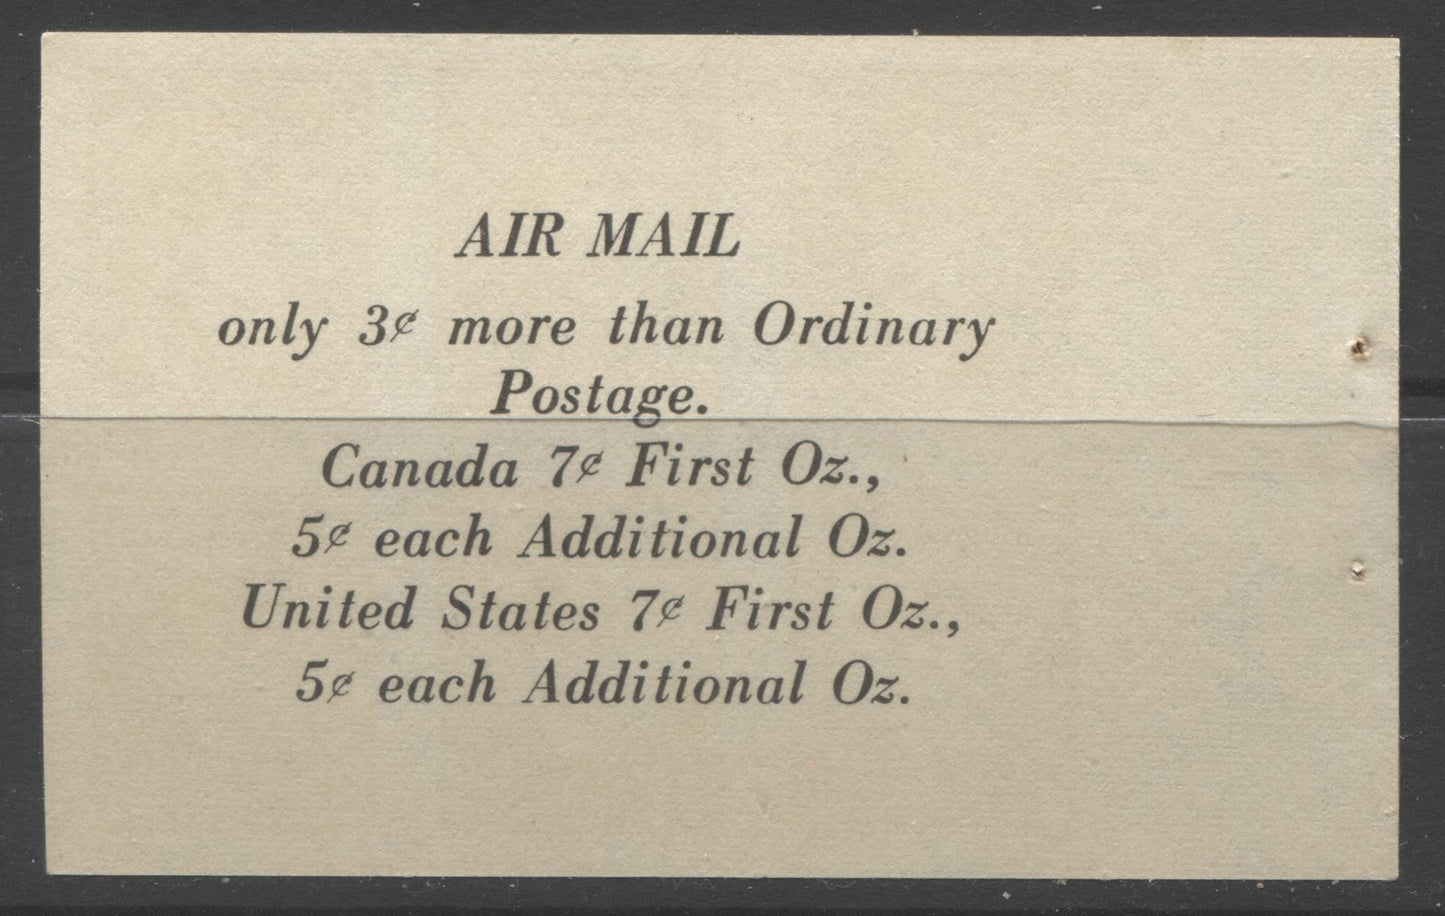 AIR MAIL
only 3¢ more than Ordinary
Postage.
Canada 7¢ First Oz.,
5¢ each Additional Oz.
United States 7¢ First Oz.,
5¢ each Additional Oz.